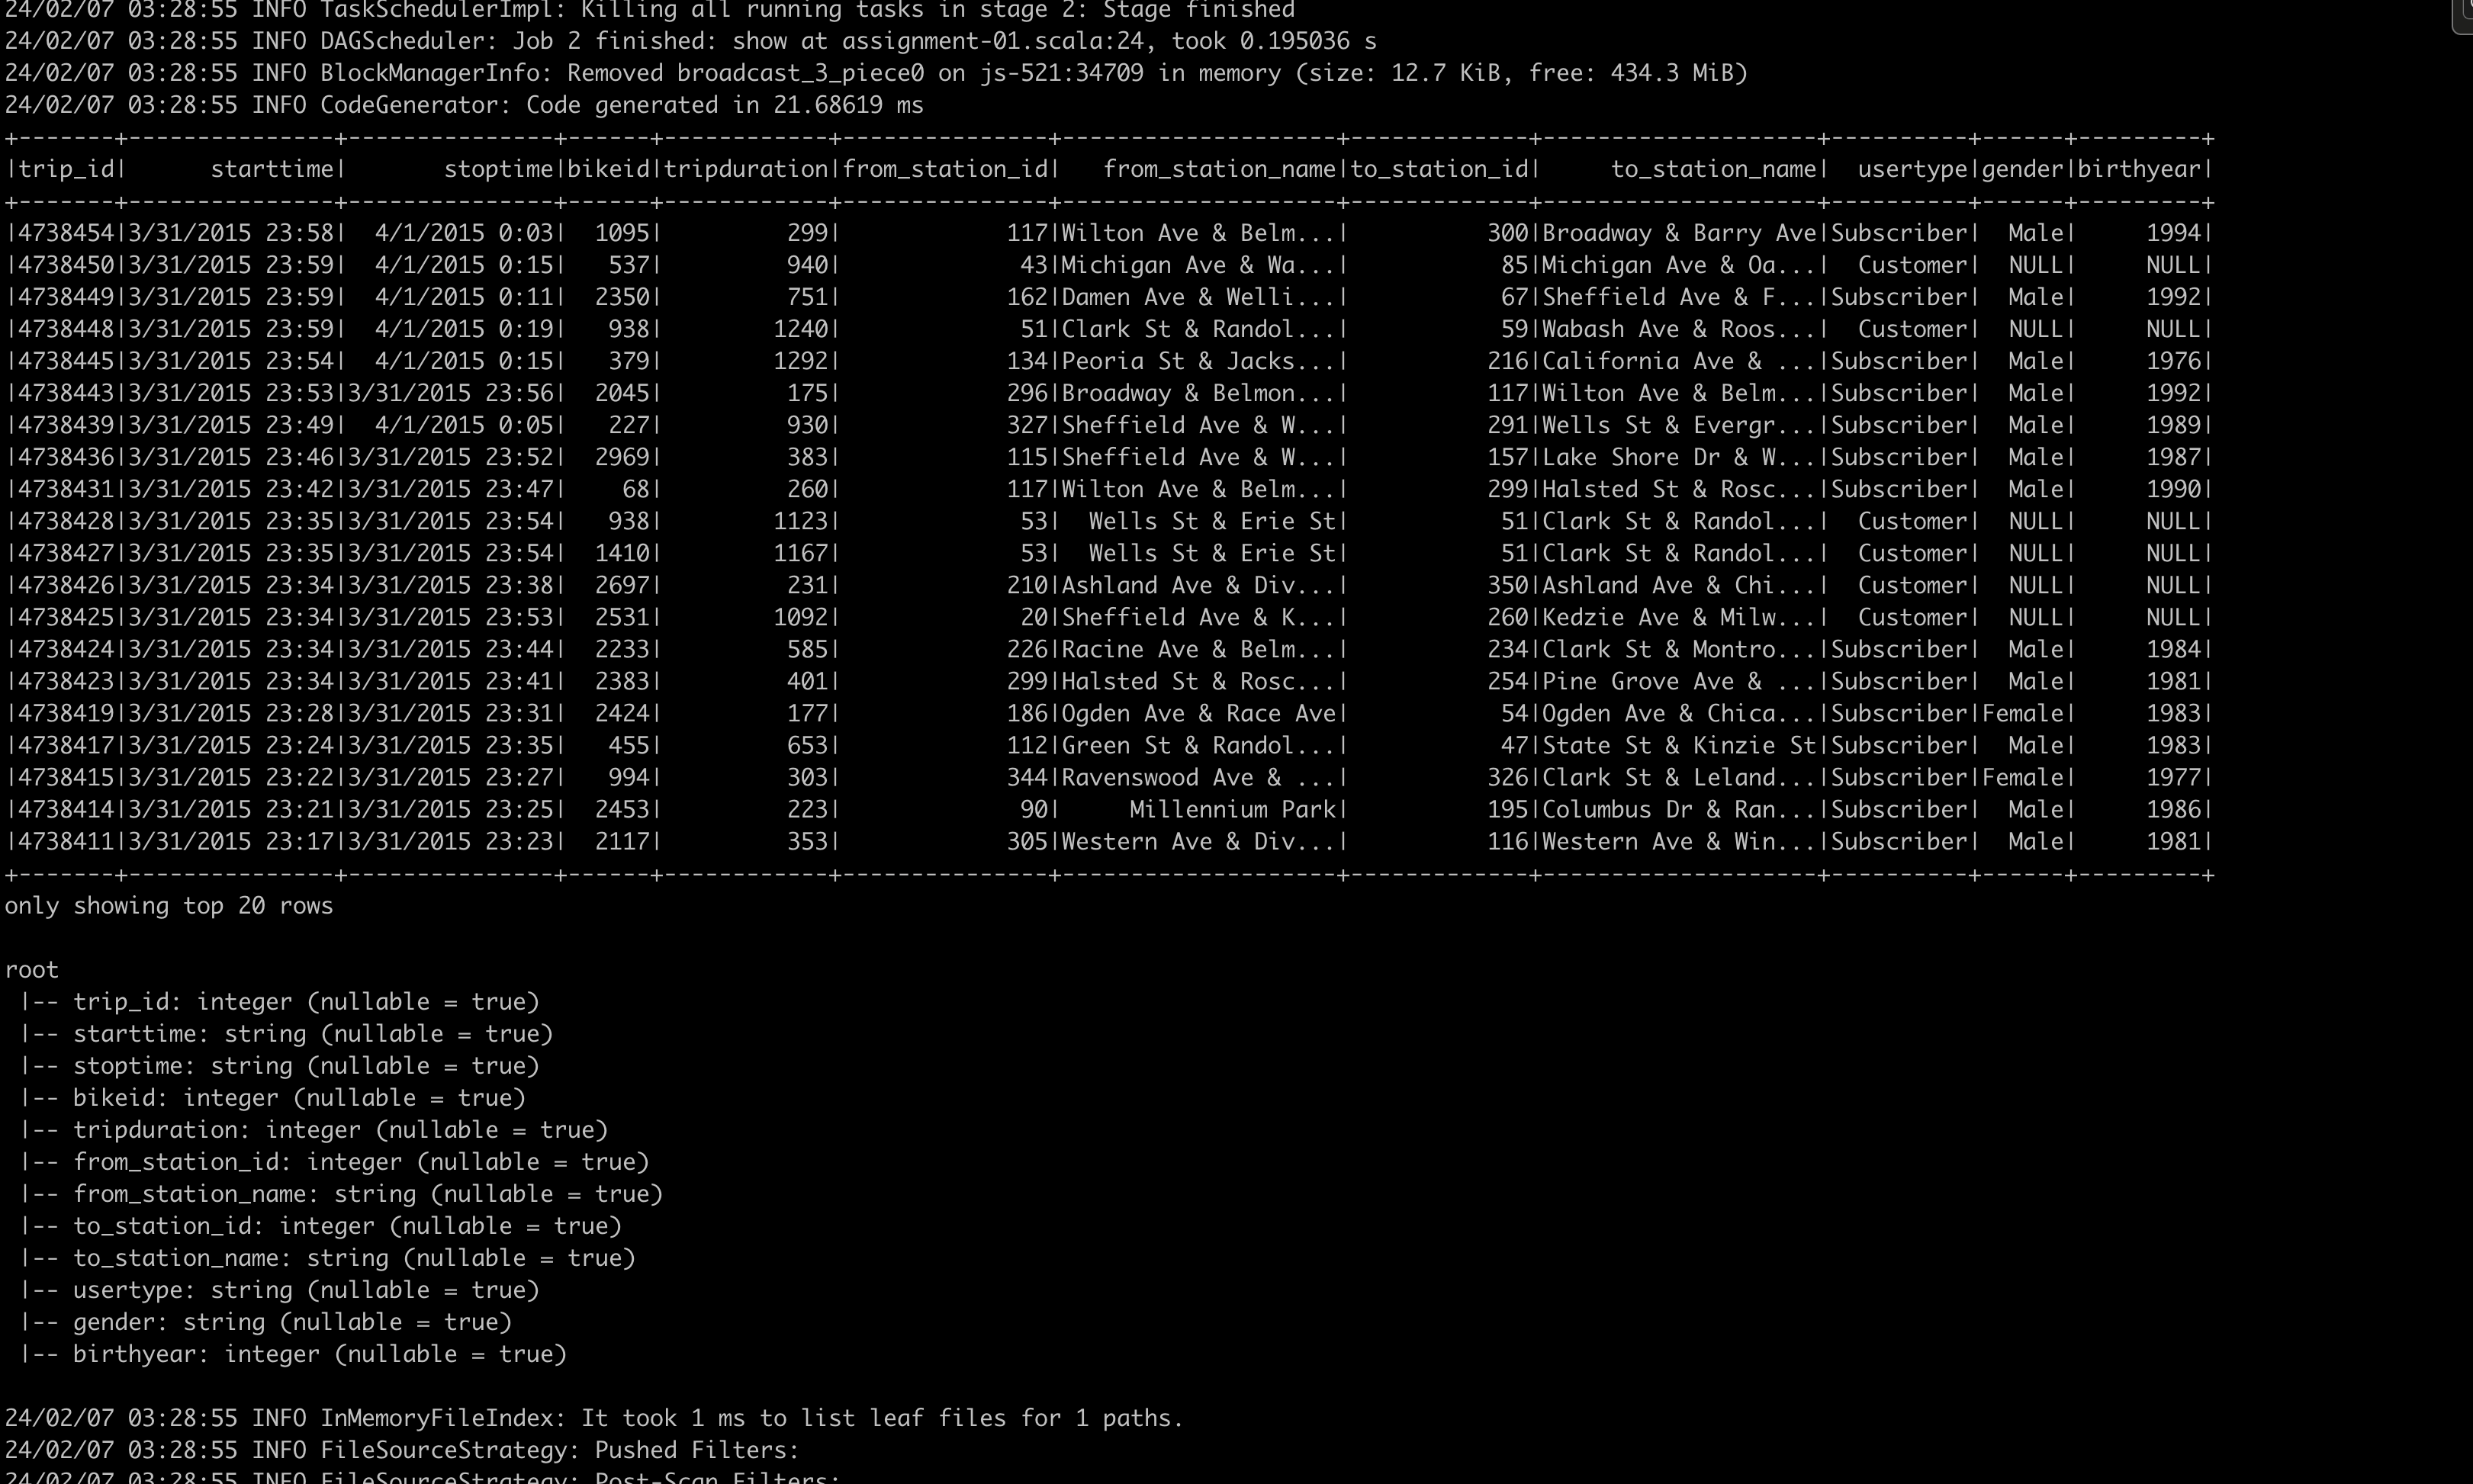 24/02/07 03:28:55 INFO TaskSchedulerImpl: Killing all running tasks in stage 2: Stage finished
24/02/07 03:28:55 INFO DAGScheduler: Job 2 finished: show at assignment-01.scala:24, took 0.195036 s
24/02/07 03:28:55 INFO BlockManagerInfo: Removed broadcast_3_piece0 on js-521:34709 in memory (size: 12.7 KiB, free: 434.3 MiB)
24/02/07 03:28:55 INFO CodeGenerator: Code generated in 21.68619 ms
+-------+---------------+---------------+------+------------+---------------+--------------------+-------------+--------------------+----------+------+---------+
|trip_id|      starttime|       stoptime|bikeid|tripduration|from_station_id|   from_station_name|to_station_id|     to_station_name|  usertype|gender|birthyear|
+-------+---------------+---------------+------+------------+---------------+--------------------+-------------+--------------------+----------+------+---------+
|4738454|3/31/2015 23:58|  4/1/2015 0:03|  1095|         299|            117|Wilton Ave & Belm...|          300|Broadway & Barry Ave|Subscriber|  Male|     1994|
|4738450|3/31/2015 23:59|  4/1/2015 0:15|   537|         940|             43|Michigan Ave & Wa...|           85|Michigan Ave & Oa...|  Customer|  NULL|     NULL|
|4738449|3/31/2015 23:59|  4/1/2015 0:11|  2350|         751|            162|Damen Ave & Welli...|           67|Sheffield Ave & F...|Subscriber|  Male|     1992|
|4738448|3/31/2015 23:59|  4/1/2015 0:19|   938|        1240|             51|Clark St & Randol...|           59|Wabash Ave & Roos...|  Customer|  NULL|     NULL|
|4738445|3/31/2015 23:54|  4/1/2015 0:15|   379|        1292|            134|Peoria St & Jacks...|          216|California Ave & ...|Subscriber|  Male|     1976|
|4738443|3/31/2015 23:53|3/31/2015 23:56|  2045|         175|            296|Broadway & Belmon...|          117|Wilton Ave & Belm...|Subscriber|  Male|     1992|
|4738439|3/31/2015 23:49|  4/1/2015 0:05|   227|         930|            327|Sheffield Ave & W...|          291|Wells St & Evergr...|Subscriber|  Male|     1989|
|4738436|3/31/2015 23:46|3/31/2015 23:52|  2969|         383|            115|Sheffield Ave & W...|          157|Lake Shore Dr & W...|Subscriber|  Male|     1987|
|4738431|3/31/2015 23:42|3/31/2015 23:47|    68|         260|            117|Wilton Ave & Belm...|          299|Halsted St & Rosc...|Subscriber|  Male|     1990|
|4738428|3/31/2015 23:35|3/31/2015 23:54|   938|        1123|             53|  Wells St & Erie St|           51|Clark St & Randol...|  Customer|  NULL|     NULL|
|4738427|3/31/2015 23:35|3/31/2015 23:54|  1410|        1167|             53|  Wells St & Erie St|           51|Clark St & Randol...|  Customer|  NULL|     NULL|
|4738426|3/31/2015 23:34|3/31/2015 23:38|  2697|         231|            210|Ashland Ave & Div...|          350|Ashland Ave & Chi...|  Customer|  NULL|     NULL|
|4738425|3/31/2015 23:34|3/31/2015 23:53|  2531|        1092|             20|Sheffield Ave & K...|          260|Kedzie Ave & Milw...|  Customer|  NULL|     NULL|
|4738424|3/31/2015 23:34|3/31/2015 23:44|  2233|         585|            226|Racine Ave & Belm...|          234|Clark St & Montro...|Subscriber|  Male|     1984|
|4738423|3/31/2015 23:34|3/31/2015 23:41|  2383|         401|            299|Halsted St & Rosc...|          254|Pine Grove Ave & ...|Subscriber|  Male|     1981|
|4738419|3/31/2015 23:28|3/31/2015 23:31|  2424|         177|            186|Ogden Ave & Race Ave|           54|Ogden Ave & Chica...|Subscriber|Female|     1983|
|4738417|3/31/2015 23:24|3/31/2015 23:35|   455|         653|            112|Green St & Randol...|           47|State St & Kinzie St|Subscriber|  Male|     1983|
|4738415|3/31/2015 23:22|3/31/2015 23:27|   994|         303|            344|Ravenswood Ave & ...|          326|Clark St & Leland...|Subscriber|Female|     1977|
|4738414|3/31/2015 23:21|3/31/2015 23:25|  2453|         223|             90|     Millennium Park|          195|Columbus Dr & Ran...|Subscriber|  Male|     1986|
|4738411|3/31/2015 23:17|3/31/2015 23:23|  2117|         353|            305|Western Ave & Div...|          116|Western Ave & Win...|Subscriber|  Male|     1981|
+-------+---------------+---------------+------+------------+---------------+--------------------+-------------+--------------------+----------+------+---------+
only showing top 20 rows
root
 |-- trip_id: integer (nullable = true)
 |-- starttime: string (nullable = true)
 |-- stoptime: string (nullable = true)
 |-- bikeid: integer (nullable = true)
 |-- tripduration: integer (nullable = true)
 |-- from_station_id: integer (nullable = true)
 |-- from_station_name: string (nullable = true)
 |-- to_station_id: integer (nullable = true)
 |-- to_station_name: string (nullable = true)
 |-- usertype: string (nullable = true)
 |-- gender: string (nullable = true)
 |-- birthyear: integer (nullable = true)
24/02/07 03:28:55 INFO InMemoryFileIndex: It took 1 ms to list leaf files for 1 paths.
24/02/07 03:28:55 INFO FileSourceStrategy: Pushed Filters:
24/02/07 03:28:55 INFO FileSourceStrategy: Post-Scan Filters: